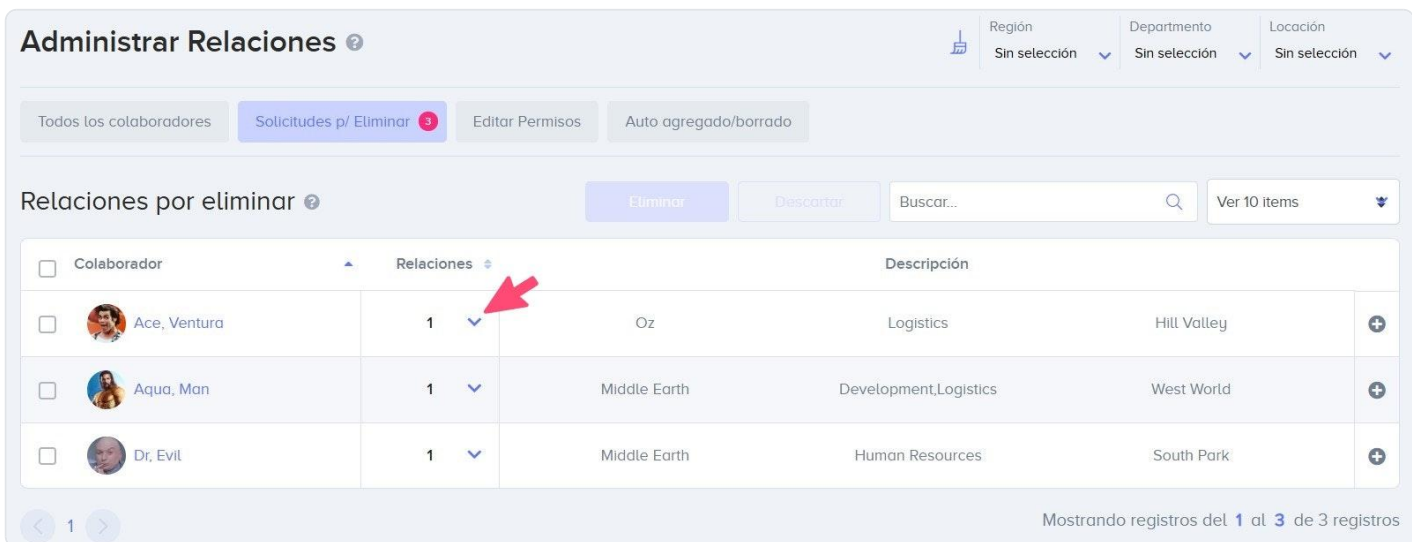 Administrar Relaciones
Región
Departmento
Locación
Sin selección
Sin selección
Sin selección
Todos los colaboradores
Solicitudes p/ Eliminar 3
Editar Permisos
Auto agregado/borrado
Relaciones por eliminar
Eliminar
Descartar
Buscar...
Ver 10 items
Colaborador
Relaciones
Descripción
Ace, Ventura 1 Oz Logistics Hill Valley
Aqua, Man 1 Middle Earth Development,Logistics West World
Dr, Evil 1 Middle Earth Human Resources South Park
1
Mostrando registros del 1 al 3 de 3 registros